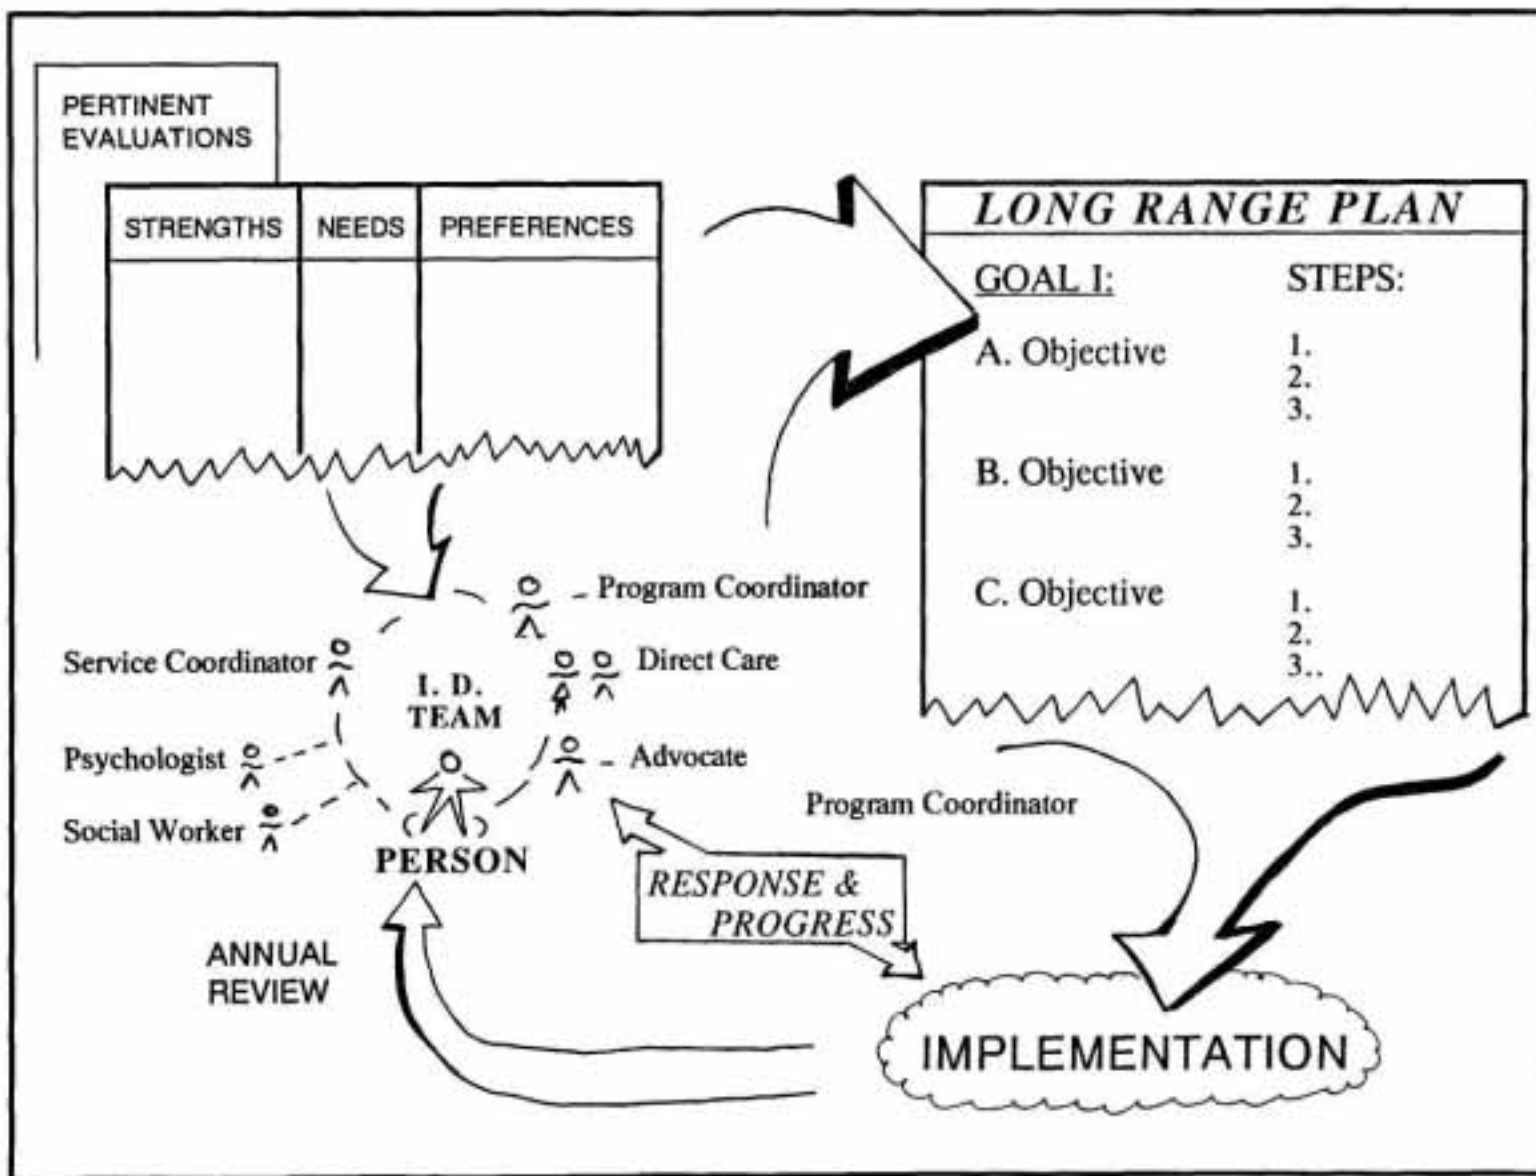 PERTINENT
EVALUATIONS
STRENGTHS
NEEDS
PREFERENCES
LONG RANGE PLAN
GOAL I:
STEPS:
A. Objective
1.
2.
3.
B. Objective
1.
2.
3.
C. Objective
1.
2.
3..
Program Coordinator
Service Coordinator
Direct Care
I. D.
TEAM
Psychologist
Advocate
Social Worker
PERSON
Program Coordinator
RESPONSE &
PROGRESS
ANNUAL
REVIEW
IMPLEMENTATION